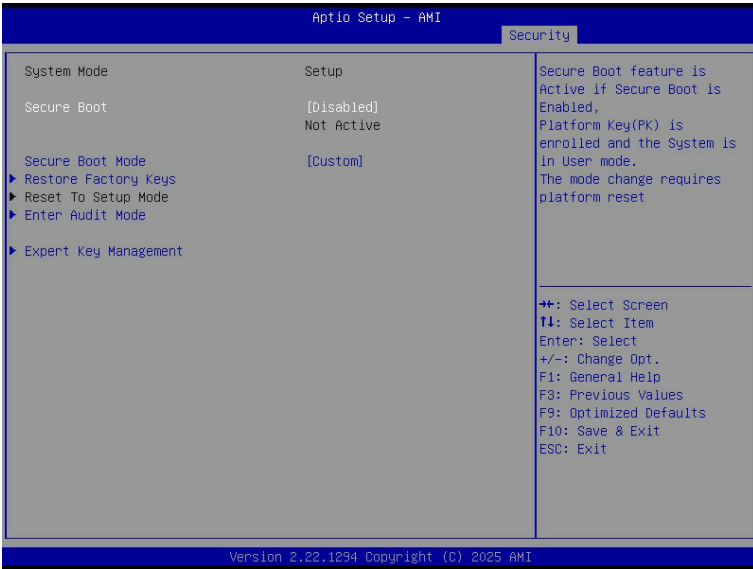 Aptio Setup – AMI
Security
System Mode Setup
Secure Boot [Disabled]
Not Active
Secure Boot Mode [Custom]
Restore Factory Keys
Reset To Setup Mode
Enter Audit Mode
Expert Key Management
Secure Boot feature is
Active if Secure Boot is
Enabled,
Platform Key(PK) is
enrolled and the System is
in User mode.
The mode change requires
platform reset
→←: Select Screen
↑↓: Select Item
Enter: Select
+/-: Change Opt.
F1: General Help
F3: Previous Values
F9: Optimized Defaults
F10: Save & Exit
ESC: Exit
Version 2.22.1294 Copyright (C) 2025 AMI